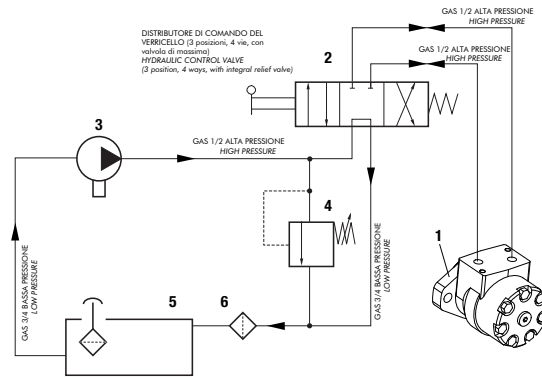 GAS 1/2 ALTA PRESSIONE
HIGH PRESSURE
DISTRIBUTORE DI COMANDO DEL
VERRICELLO (3 posizioni, 4 vie, con
valvola di massima)
HYDRAULIC CONTROL VALVE
(3 position, 4 ways, with integral relief valve)
2
GAS 1/2 ALTA PRESSIONE
HIGH PRESSURE
3
GAS 1/2 ALTA PRESSIONE
HIGH PRESSURE
4
1
GAS 3/4 BASSA PRESSIONE
LOW PRESSURE
GAS 3/4 BASSA PRESSIONE
LOW PRESSURE
5
6